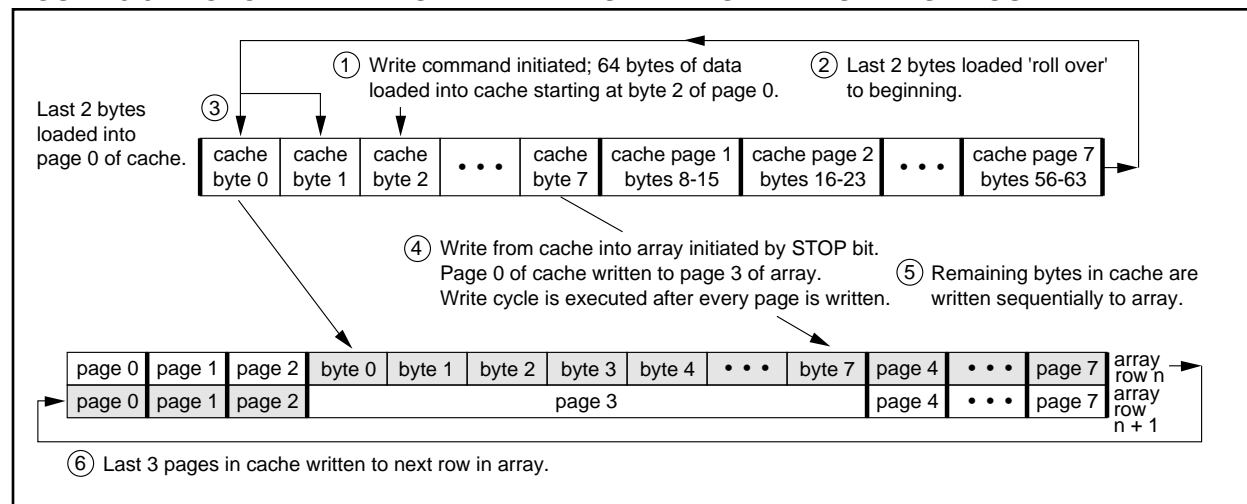 1 Write command initiated; 64 bytes of data
loaded into cache starting at byte 2 of page 0.
2 Last 2 bytes loaded 'roll over'
to beginning.
Last 2 bytes
loaded into
page 0 of cache.
3
cache byte 0
cache byte 1
cache byte 2
• • •
cache byte 7
cache page 1 bytes 8-15
cache page 2 bytes 16-23
• • •
cache page 7 bytes 56-63
4 Write from cache into array initiated by STOP bit.
Page 0 of cache written to page 3 of array.
Write cycle is executed after every page is written.
5 Remaining bytes in cache are
written sequentially to array.
page 0 page 1 page 2 byte 0 byte 1 byte 2 byte 3 byte 4 • • • byte 7 page 4 • • • page 7 array row n
page 0 page 1 page 2 page 3 page 4 • • • page 7 array row n + 1
6 Last 3 pages in cache written to next row in array.